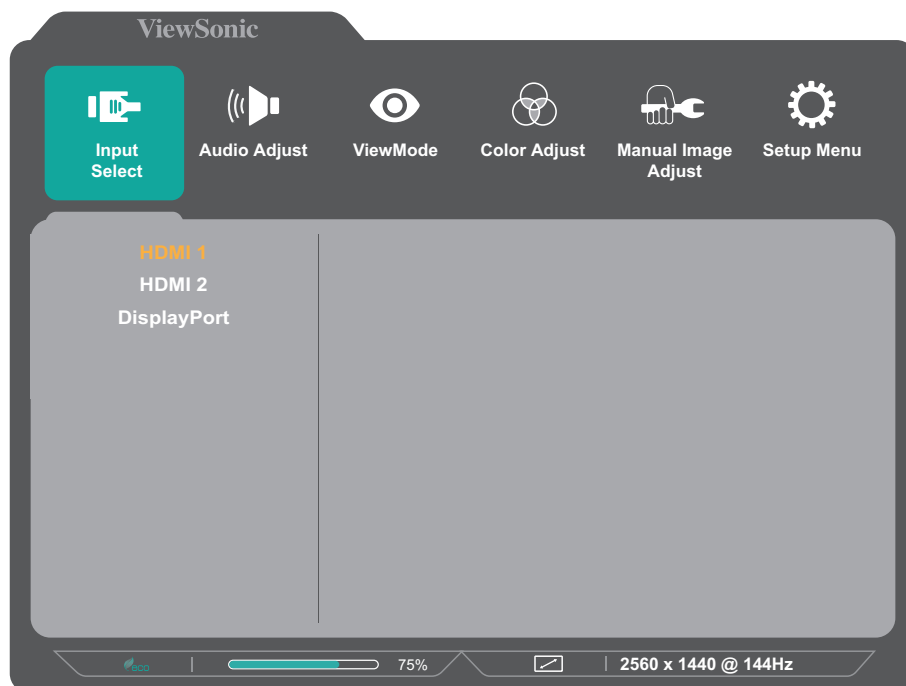 ViewSonic
Input
Select
Audio Adjust
ViewMode
Color Adjust
Manual Image
Adjust
Setup Menu
HDMI 1
HDMI 2
DisplayPort
eco
75%
2560 x 1440 @ 144Hz